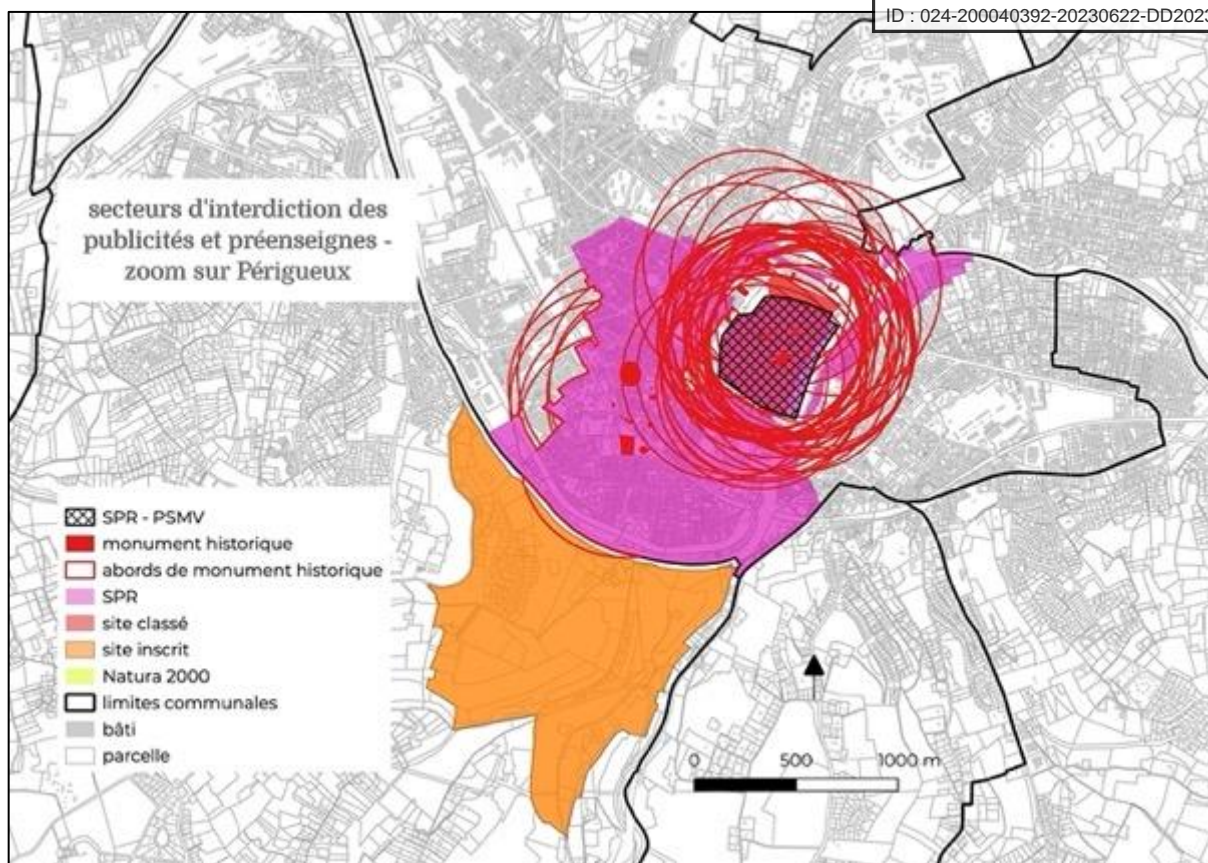 ID : 024-200040392-20230622-DD2023
secteurs d'interdiction des
publicités et préenseignes -
zoom sur Périgueux
SPR - PSMV
monument historique
abords de monument historique
SPR
site classé
site inscrit
Natura 2000
limites communales
bâti
parcelle
0 500 1000 m